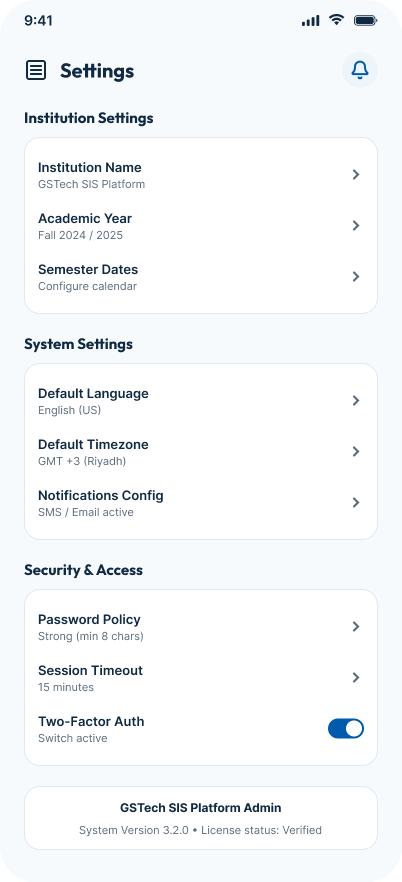 9:41
Settings
Institution Settings
Institution Name
GSTech SIS Platform
Academic Year
Fall 2024 / 2025
Semester Dates
Configure calendar
System Settings
Default Language
English (US)
Default Timezone
GMT +3 (Riyadh)
Notifications Config
SMS / Email active
Security & Access
Password Policy
Strong (min 8 chars)
Session Timeout
15 minutes
Two-Factor Auth
Switch active
GSTech SIS Platform Admin
System Version 3.2.0 • License status: Verified